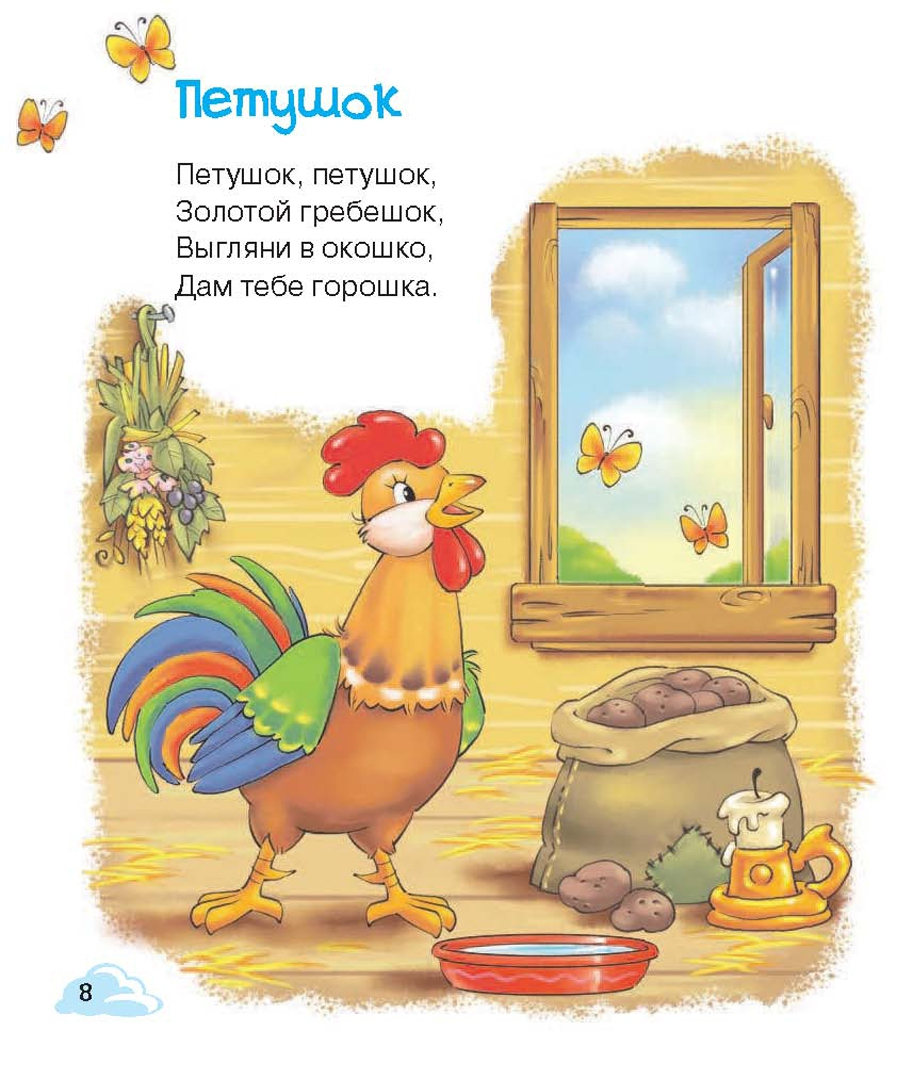 Петушок
Петушок, петушок,
Золотой гребешок,
Выгляни в окошко,
Дам тебе горошка.
8